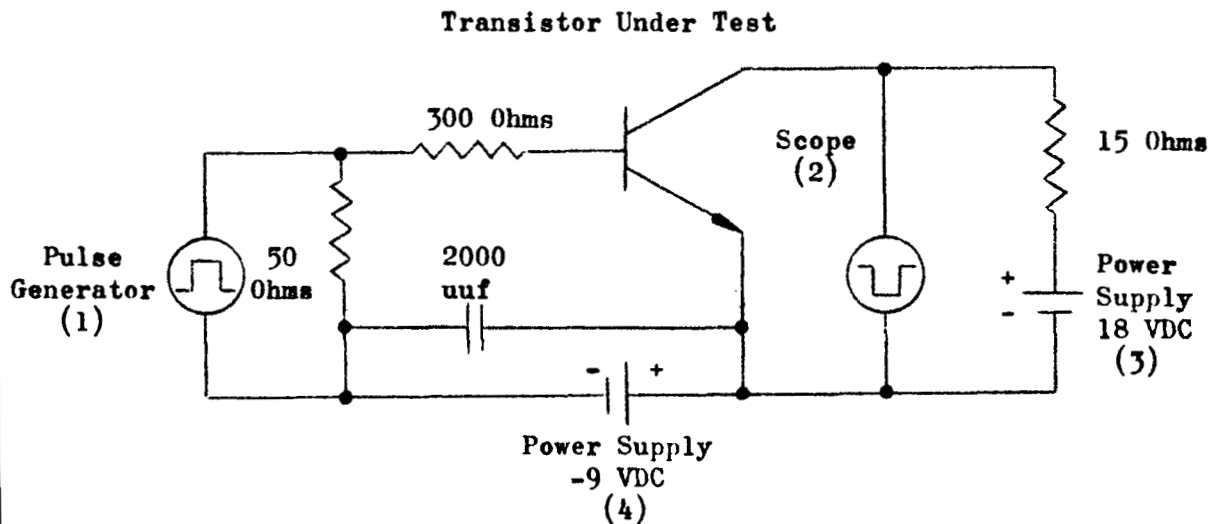 Transistor Under Test
300 Ohms
Scope
(2)
15 Ohms
Pulse
Generator
(1)
50
Ohms
2000
uuf
+
-
Power
Supply
18 VDC
(3)
- +
Power Supply
-9 VDC
(4)